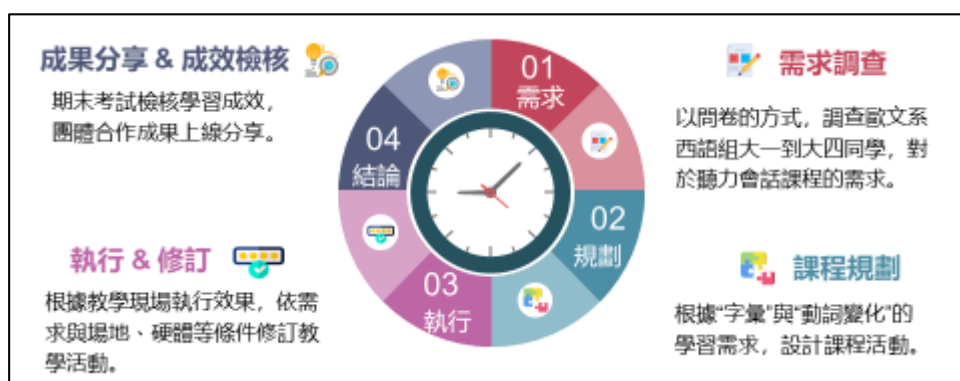 成果分享 & 成效檢核
期末考試檢核學習成效，
團體合作成果上線分享。
01
需求
需求調查
以問卷的方式，調查歐文系
西語組大一到大四同學，對
於聽力會話課程的需求。
04
結論
02
規劃
03
執行
執行 & 修訂
根據教學現場執行效果，依需
求與場地、硬體等條件修訂教
學活動。
課程規劃
根據“字彙”與“動詞變化”的
學習需求，設計課程活動。